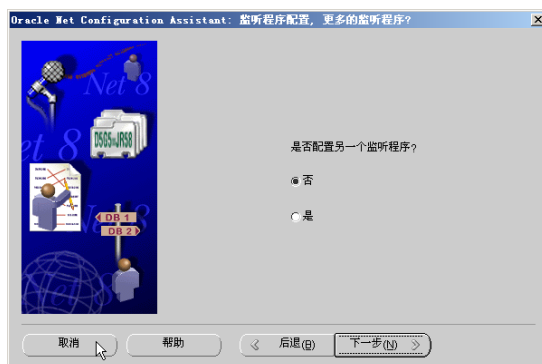 Oracle Net Configuration Assistant: 监听程序配置, 更多的监听程序?
Net 8
et 8
D5G5
JR58
DB 1
DB 2
是否配置另一个监听程序?
否
是
取消
帮助
后退(B)
下一步(N)